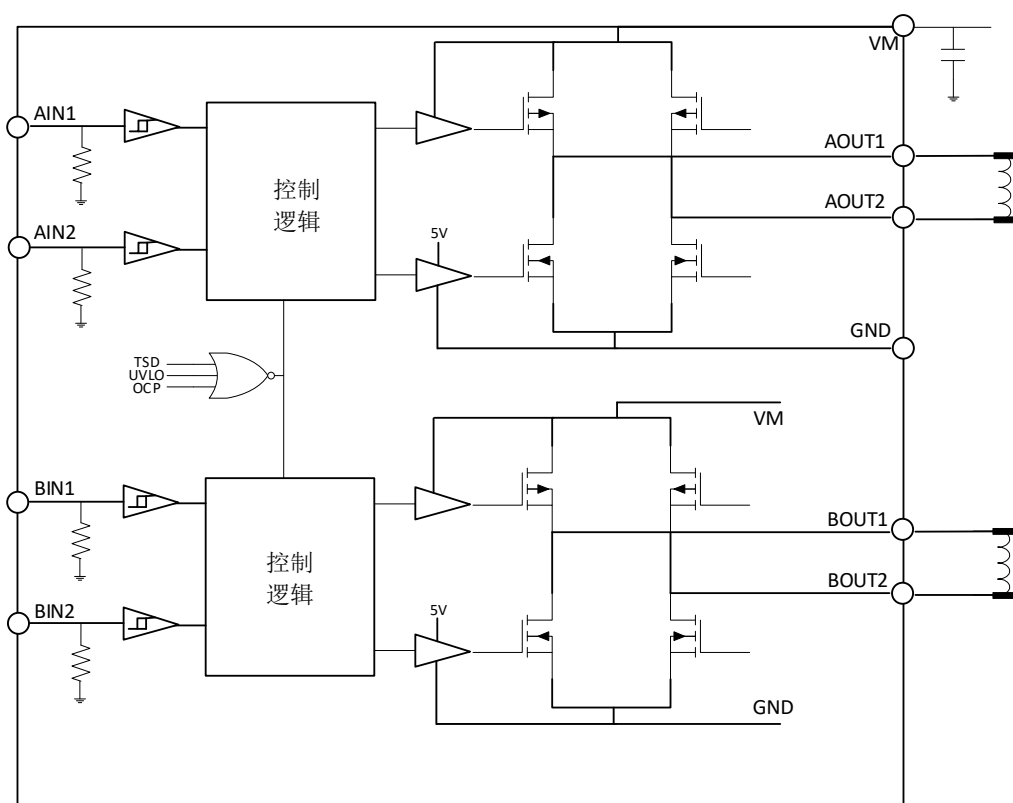 VM
AIN1
AOUT1
控制
逻辑
AOUT2
AIN2
5V
GND
TSD
UVLO
OCP
VM
BIN1
BOUT1
控制
逻辑
BOUT2
BIN2
5V
GND